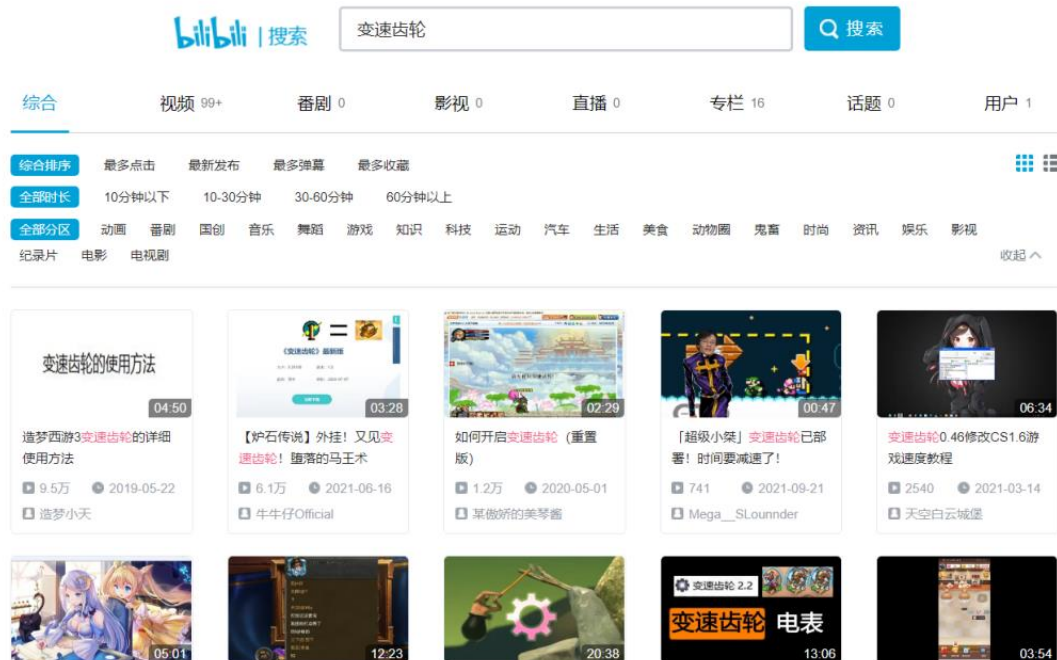 bilibili | 搜索 变速齿轮 搜索
综合 视频 99+ 番剧 0 影视 0 直播 0 专栏 16 话题 0 用户 1
综合排序 最多点击 最新发布 最多弹幕 最多收藏
全部时长 10分钟以下 10-30分钟 30-60分钟 60分钟以上
全部分区 动画 番剧 国创 音乐 舞蹈 游戏 知识 科技 运动 汽车 生活 美食 动物圈 鬼畜 时尚 资讯 娱乐 影视
纪录片 电影 电视剧 收起
变速齿轮的使用方法
04:50
造梦西游3变速齿轮的详细
使用方法
9.5万 2019-05-22
造梦小天
《变速齿轮》最新版
03:28
【炉石传说】外挂！又见变
速齿轮！堕落的马王术
6.1万 2021-06-16
牛牛仔Official
02:29
如何开启变速齿轮（重置
版）
1.2万 2020-05-01
某傲娇的美琴酱
00:47
「超级小桀」变速齿轮已部
署！时间要减速了！
741 2021-09-21
Mega__SLounnder
06:34
变速齿轮0.46修改CS1.6游
戏速度教程
2540 2021-03-14
天空白云城堡
05:01
12:23
20:38
变速齿轮 2.2
变速齿轮 电表
13:06
03:54